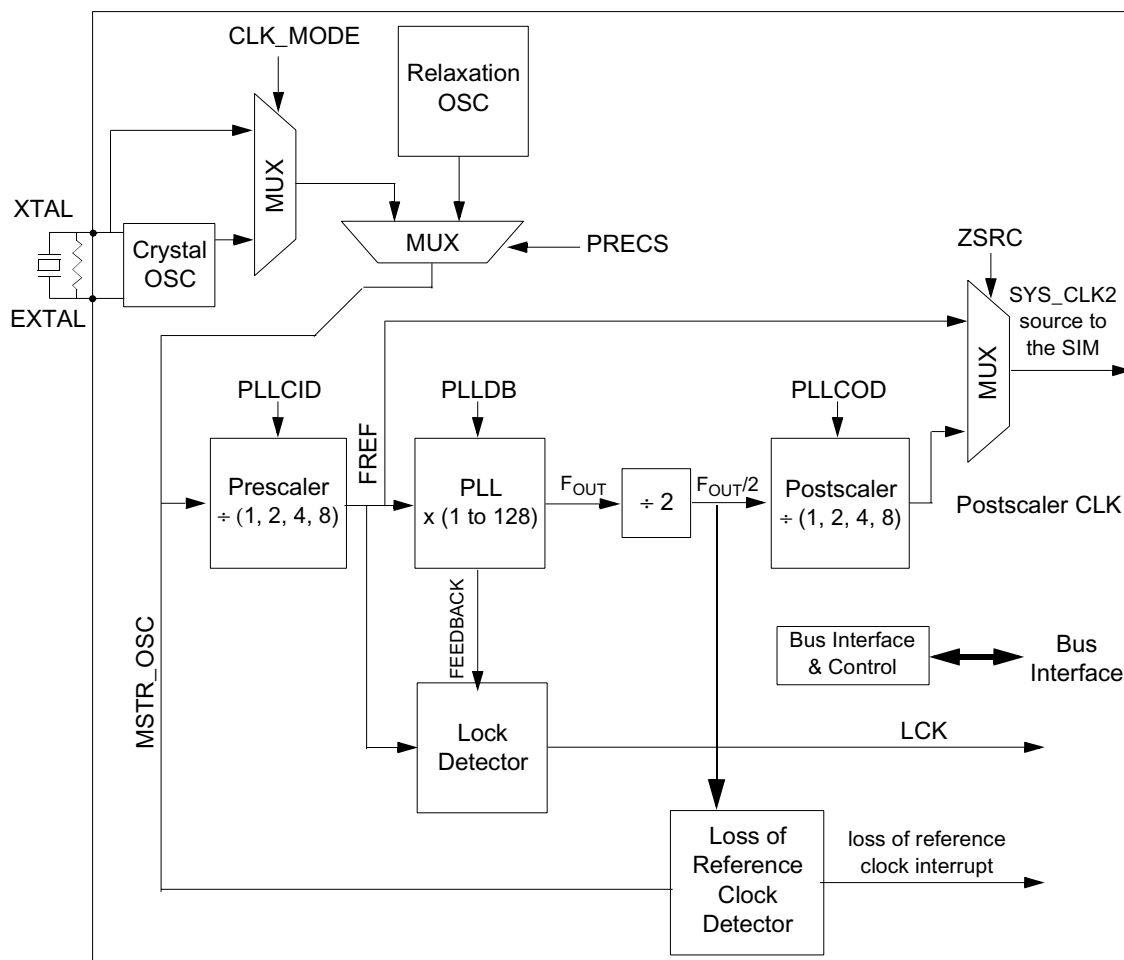 CLK_MODE
Relaxation
OSC
MUX
XTAL
Crystal
OSC
EXTAL
MUX
PRECS
ZSRC
SYS_CLK2
source to
the SIM
MUX
PLLCID
PLLDB
PLLCOD
FREF
Prescaler
÷ (1, 2, 4, 8)
PLL
x (1 to 128)
FOUT
÷ 2
FOUT/2
Postscaler
÷ (1, 2, 4, 8)
Postscaler CLK
FEEDBACK
MSTR_OSC
Bus Interface
& Control
Bus
Interface
Lock
Detector
LCK
Loss of
Reference
Clock
Detector
loss of reference
clock interrupt